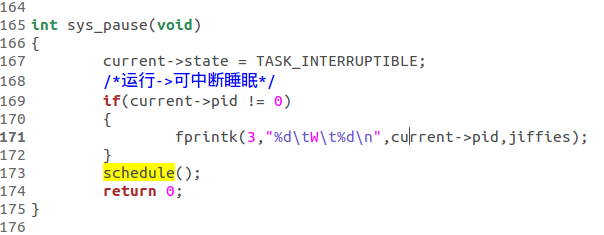 164
165 int sys_pause(void)
166 {
167         current->state = TASK_INTERRUPTIBLE;
168         /*运行->可中断睡眠*/
169         if(current->pid != 0)
170         {
171                 fprintk(3,"%d\tW\t%d\n",current->pid,jiffies);
172         }
173         schedule();
174         return 0;
175 }
176